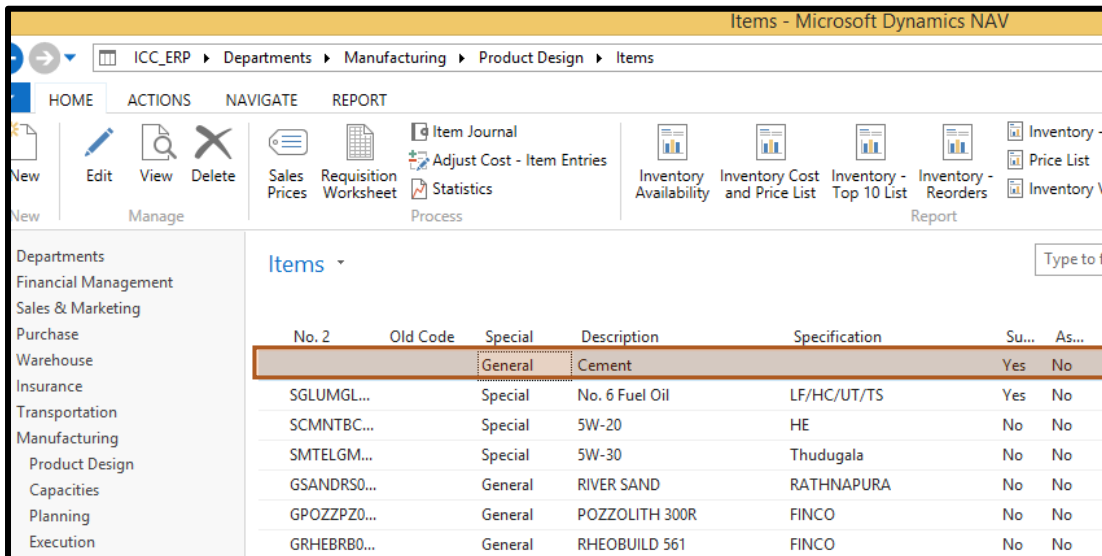 Items - Microsoft Dynamics NAV
ICC_ERP Departments Manufacturing Product Design Items
HOME ACTIONS NAVIGATE REPORT
New
Edit
View
Delete
Sales Prices
Requisition Worksheet
Item Journal
Adjust Cost - Item Entries
Statistics
Inventory Availability
Inventory Cost and Price List
Inventory - Top 10 List
Inventory - Reorders
Inventory -
Price List
Inventory
New Manage Process Report
Departments
Financial Management
Sales & Marketing
Purchase
Warehouse
Insurance
Transportation
Manufacturing
Product Design
Capacities
Planning
Execution
Items
Type to
No. 2 Old Code Special Description Specification Su... As...
General Cement Yes No
SGLUMGL... Special No. 6 Fuel Oil LF/HC/UT/TS Yes No
SCMNTBC... Special 5W-20 HE No No
SMTELGM... Special 5W-30 Thudugala No No
GSANDRS0... General RIVER SAND RATHNAPURA No No
GPOZZPZ0... General POZZOLITH 300R FINCO No No
GRHEBRB0... General RHEOBUILD 561 FINCO No No